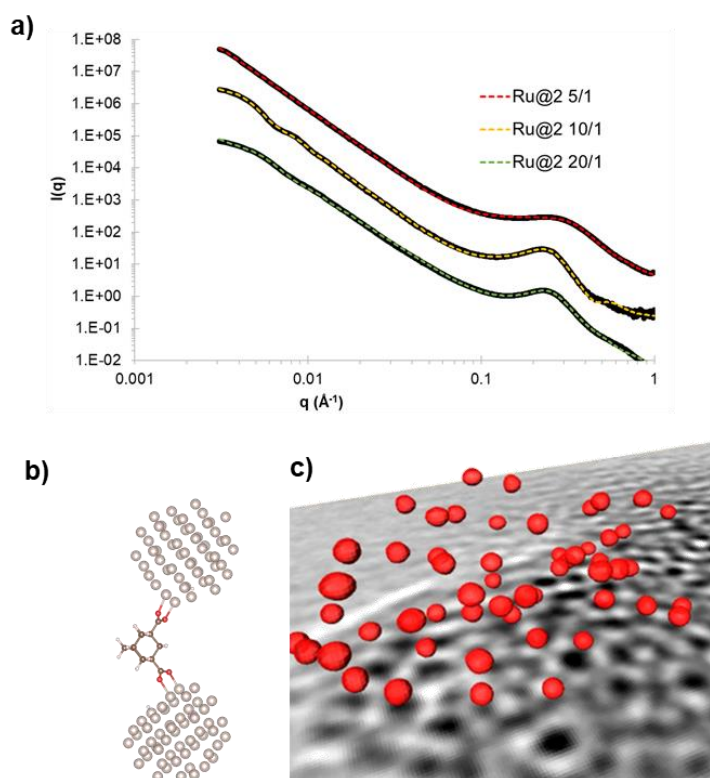 a)
1.E+08
1.E+07
1.E+06
1.E+05
1.E+04
1.E+03
1.E+02
1.E+01
1.E+00
1.E-01
1.E-02
I(q)
Ru@2 5/1
Ru@2 10/1
Ru@2 20/1
0.001
0.01
0.1
1
q (Å-1)
b)
c)